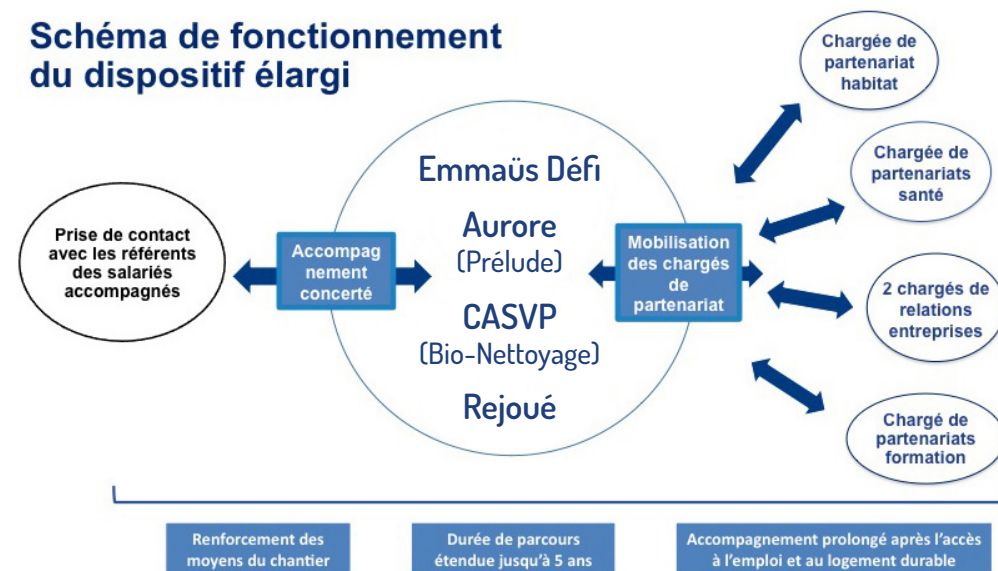 Schéma de fonctionnement
du dispositif élargi
Prise de contact
avec les référents
des salariés
accompagnés
Accompag
nement
concerté
Emmaüs Défi
Aurore
(Prélude)
CASVP
(Bio-Nettoyage)
Rejoué
Mobilisation
des chargés
de
partenariat
Chargée de
partenariat
habitat
Chargée de
partenariats
santé
2 chargés de
relations
entreprises
Chargé de
partenariats
formation
Renforcement des
moyens du chantier
Durée de parcours
étendue jusqu'à 5 ans
Accompagnement prolongé après l'accès
à l'emploi et au logement durable